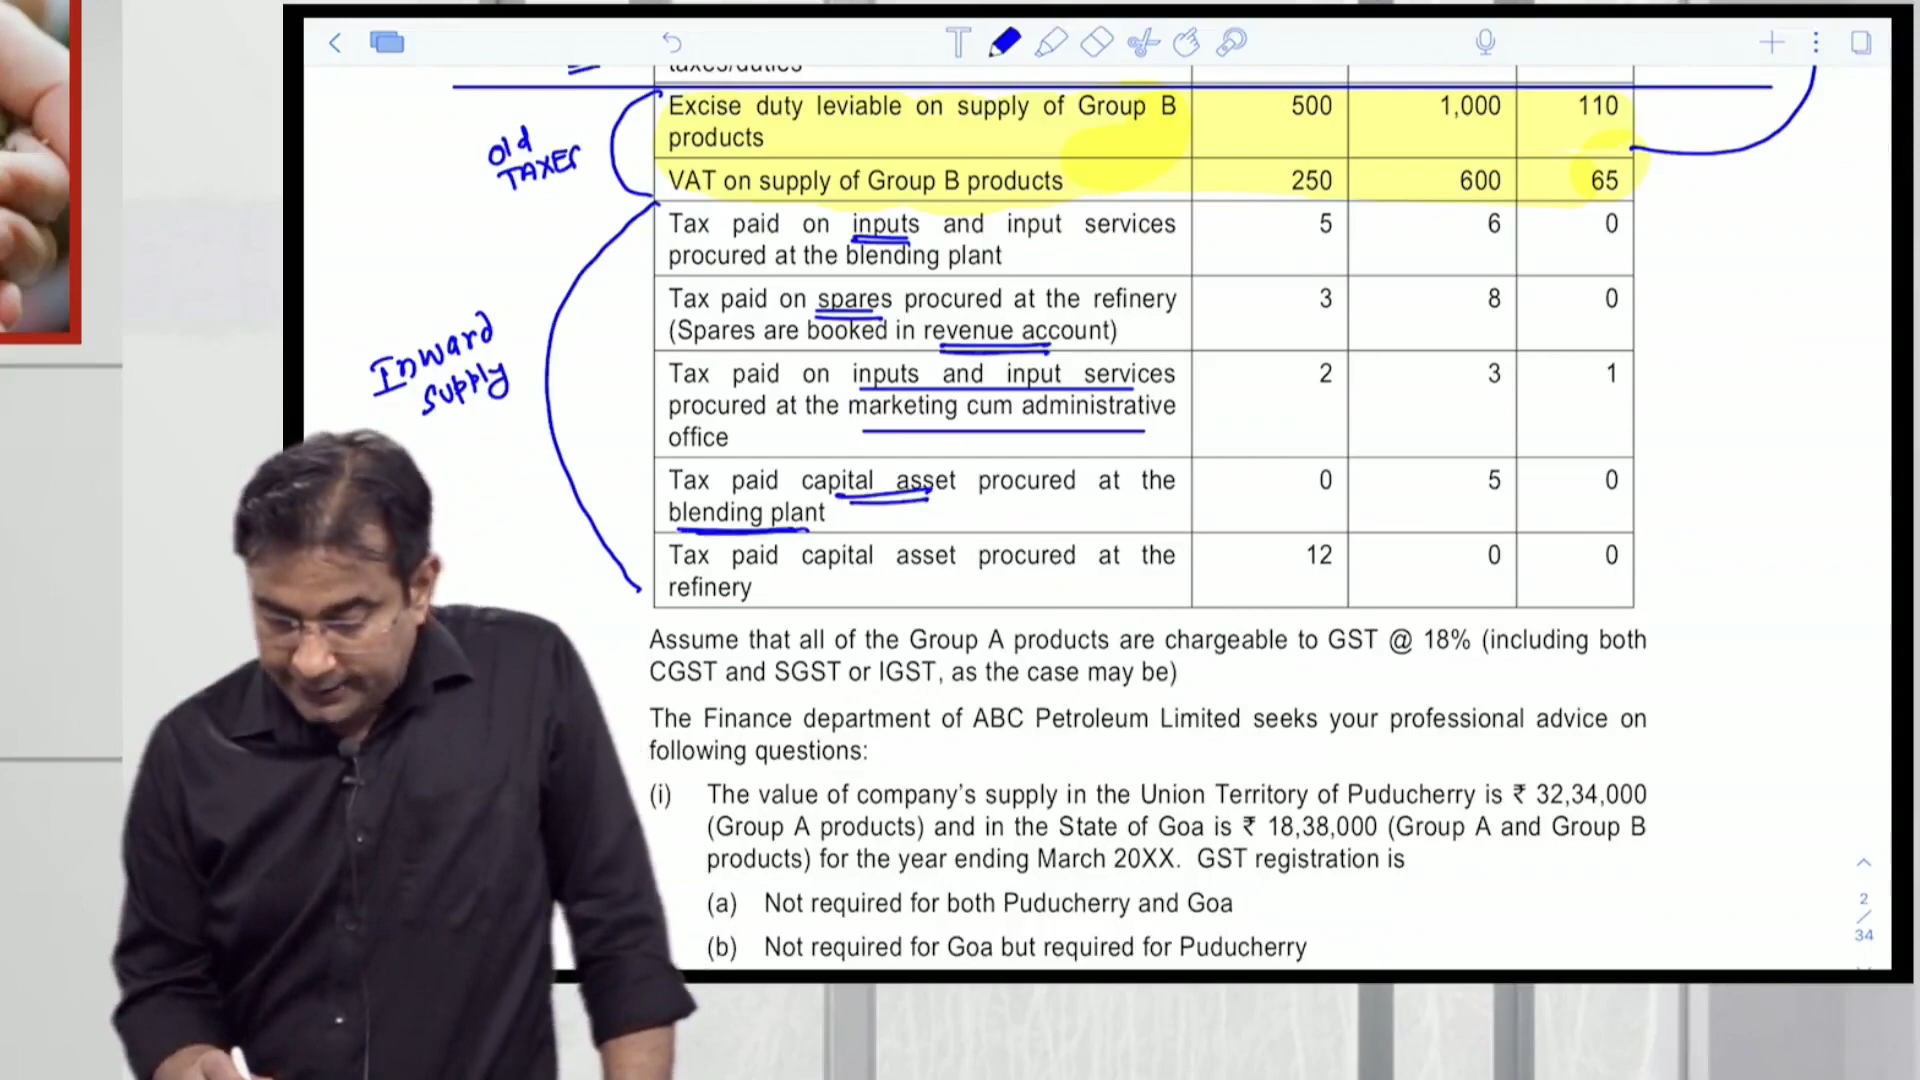 taxes/duties
Excise duty leviable on supply of Group B 500 1,000 110
products
VAT on supply of Group B products 250 600 65
Tax paid on inputs and input services 5 6 0
procured at the blending plant
Tax paid on spares procured at the refinery 3 8 0
(Spares are booked in revenue account)
Tax paid on inputs and input services 2 3 1
procured at the marketing cum administrative
office
Tax paid capital asset procured at the 0 5 0
blending plant
Tax paid capital asset procured at the 12 0 0
refinery
Old
TAXES
Inward
supply
Assume that all of the Group A products are chargeable to GST @ 18% (including both
CGST and SGST or IGST, as the case may be)
The Finance department of ABC Petroleum Limited seeks your professional advice on
following questions:
(i) The value of company's supply in the Union Territory of Puducherry is ₹ 32,34,000
(Group A products) and in the State of Goa is ₹ 18,38,000 (Group A and Group B
products) for the year ending March 20XX. GST registration is
(a) Not required for both Puducherry and Goa
(b) Not required for Goa but required for Puducherry
2
/
34